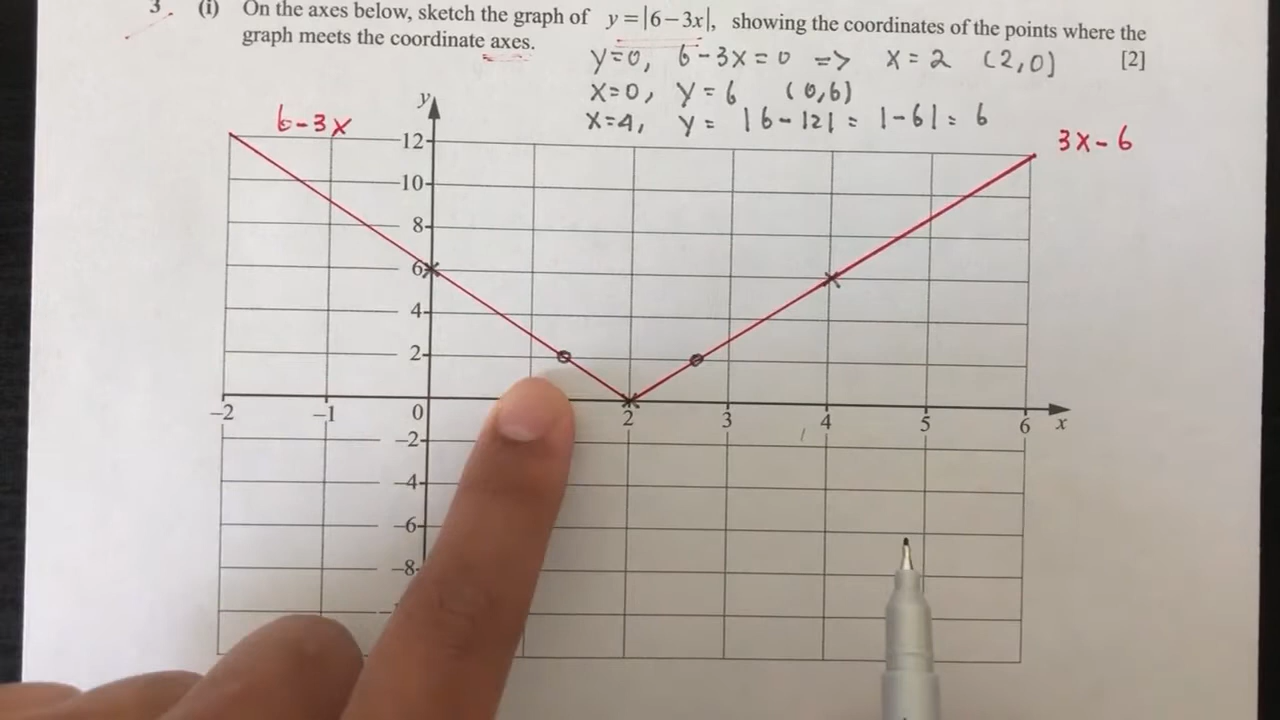 3 (i) On the axes below, sketch the graph of y = |6 – 3x|, showing the coordinates of the points where the
graph meets the coordinate axes. [2]
y=0, 6-3x=0 => x=2 (2,0)
x=0, y=6 (0,6)
x=4, y= |6-12| = |-6| = 6
6-3x
y
3x-6
12
10
8
6
4
2
–2 –1 0 2 3 4 5 6 x
–2
–4
–6
–8